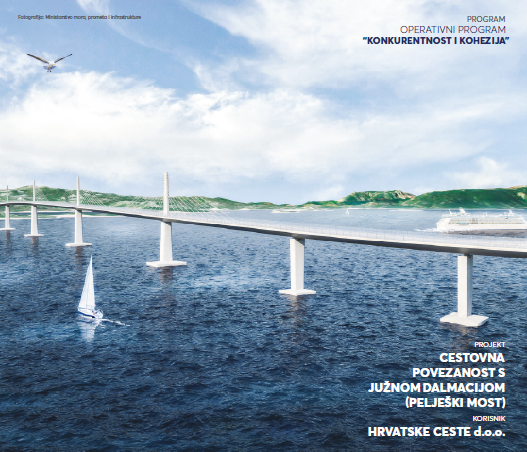 Fotografija: Ministarstvo mora, prometa i infrastrukture
PROGRAM
OPERATIVNI PROGRAM
"KONKURENTNOST I KOHEZIJA"
PROJEKT
CESTOVNA
POVEZANOST S
JUŽNOM DALMACIJOM
(PELJEŠKI MOST)
KORISNIK
HRVATSKE CESTE d.o.o.